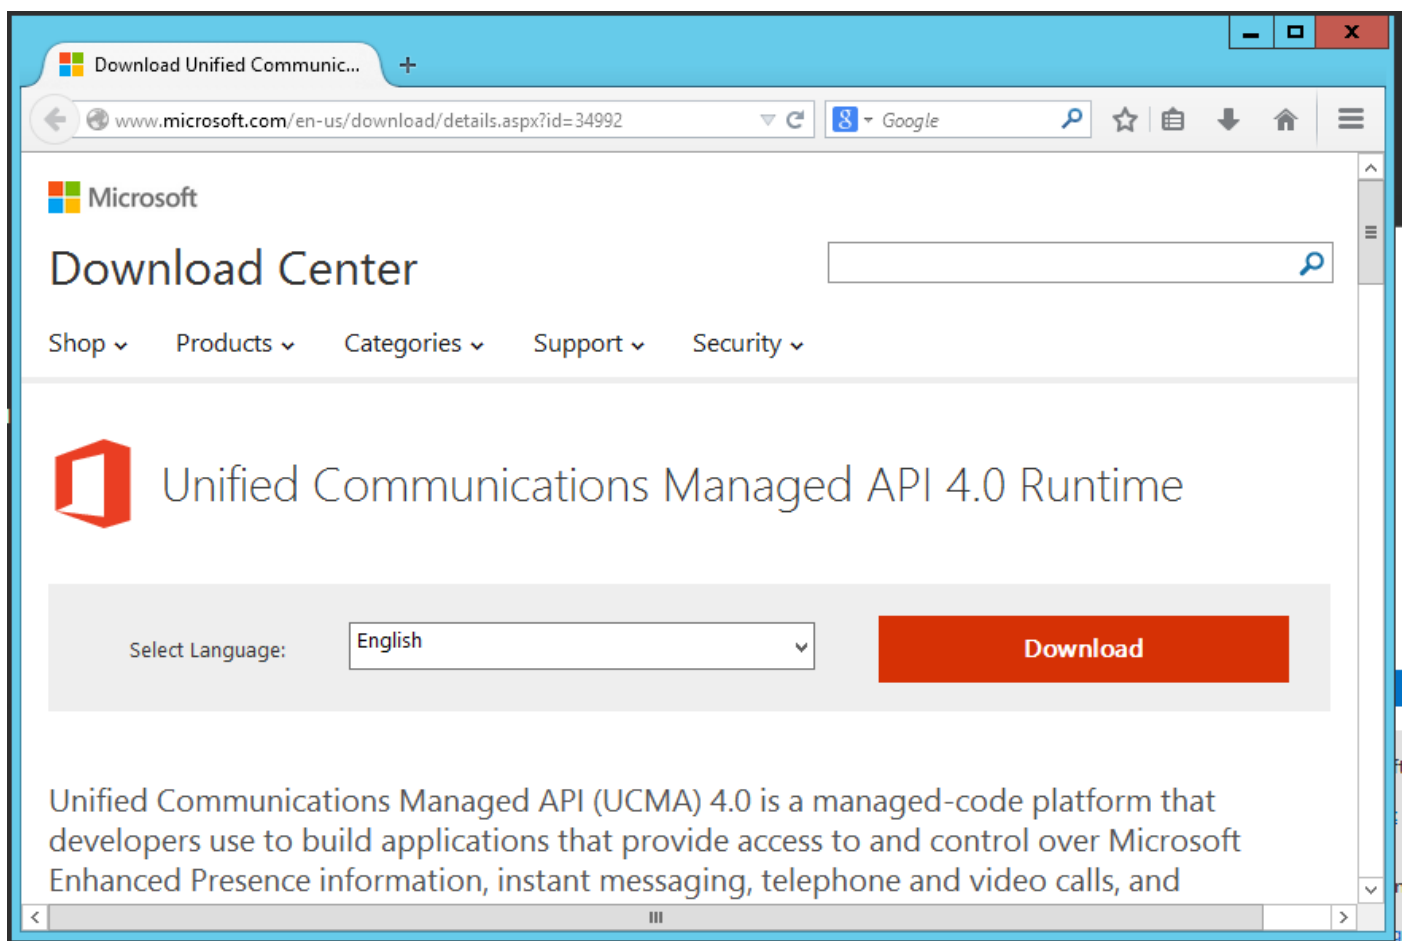 Download Unified Communic...
www.microsoft.com/en-us/download/details.aspx?id=34992
8 Google
Microsoft
Download Center
Shop Products Categories Support Security
Unified Communications Managed API 4.0 Runtime
Select Language: English Download
Unified Communications Managed API (UCMA) 4.0 is a managed-code platform that
developers use to build applications that provide access to and control over Microsoft
Enhanced Presence information, instant messaging, telephone and video calls, and